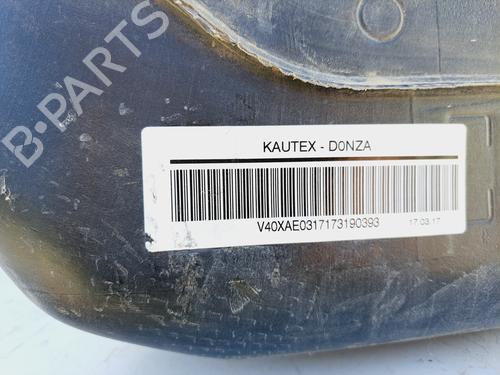 B-PARTS
KAUTEX - D0NZA
V40XAE0317173190393
17.03.17